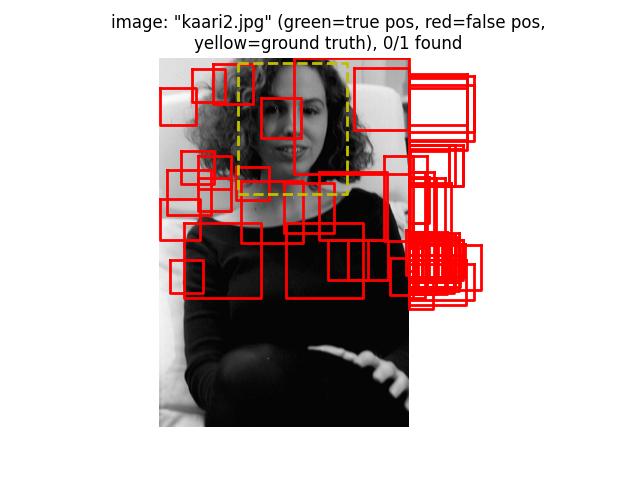 image: "kaari2.jpg" (green=true pos, red=false pos,
yellow=ground truth), 0/1 found